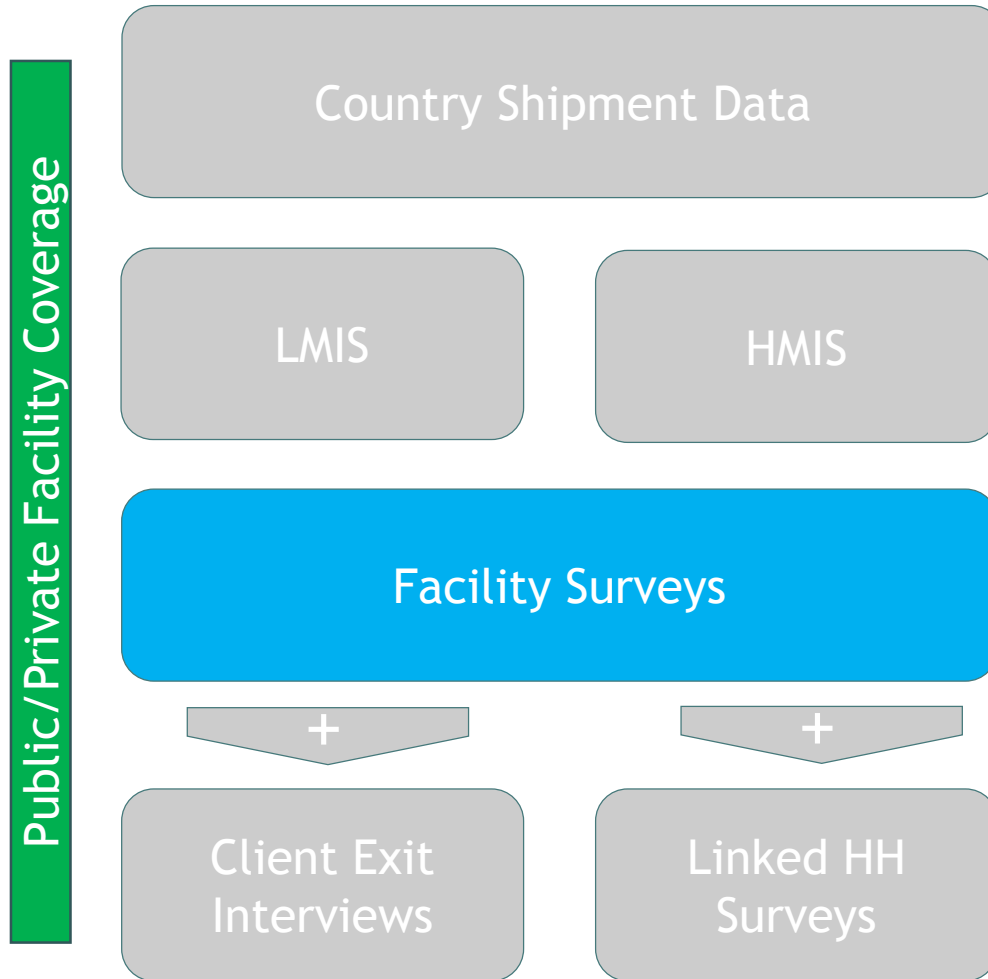 Public/Private Facility Coverage
Country Shipment Data
LMIS
HMIS
Facility Surveys
+
+
Client Exit
Interviews
Linked HH
Surveys